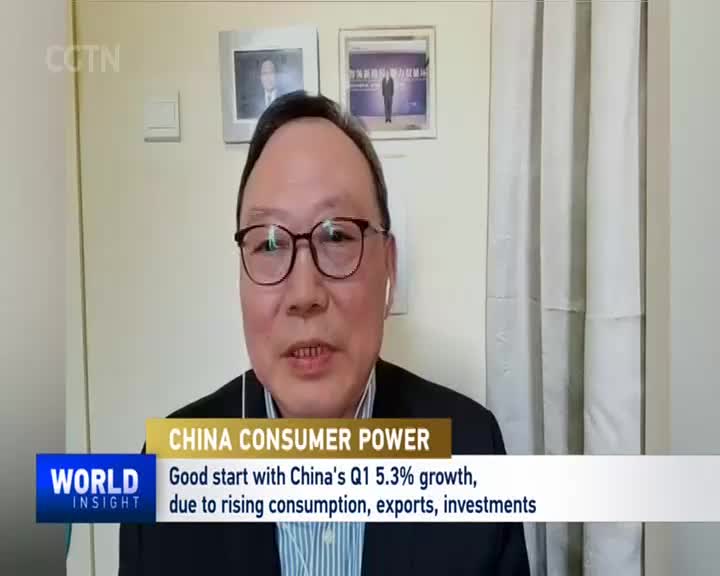 CGTN
CHINA CONSUMER POWER
WORLD
INSIGHT
Good start with China's Q1 5.3% growth,
due to rising consumption, exports, investments